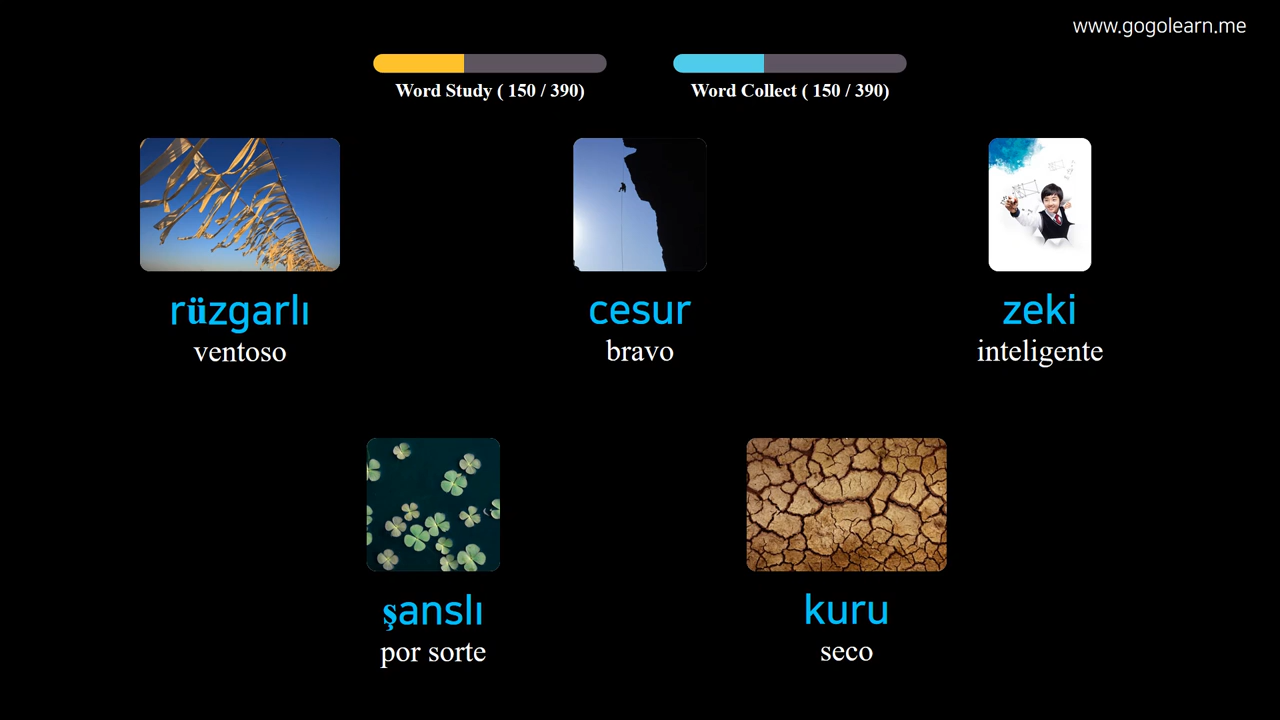 www.gogolearn.me
Word Study ( 150 / 390)
Word Collect ( 150 / 390)
rüzgarlı
ventoso
cesur
bravo
zeki
inteligente
şanslı
por sorte
kuru
seco